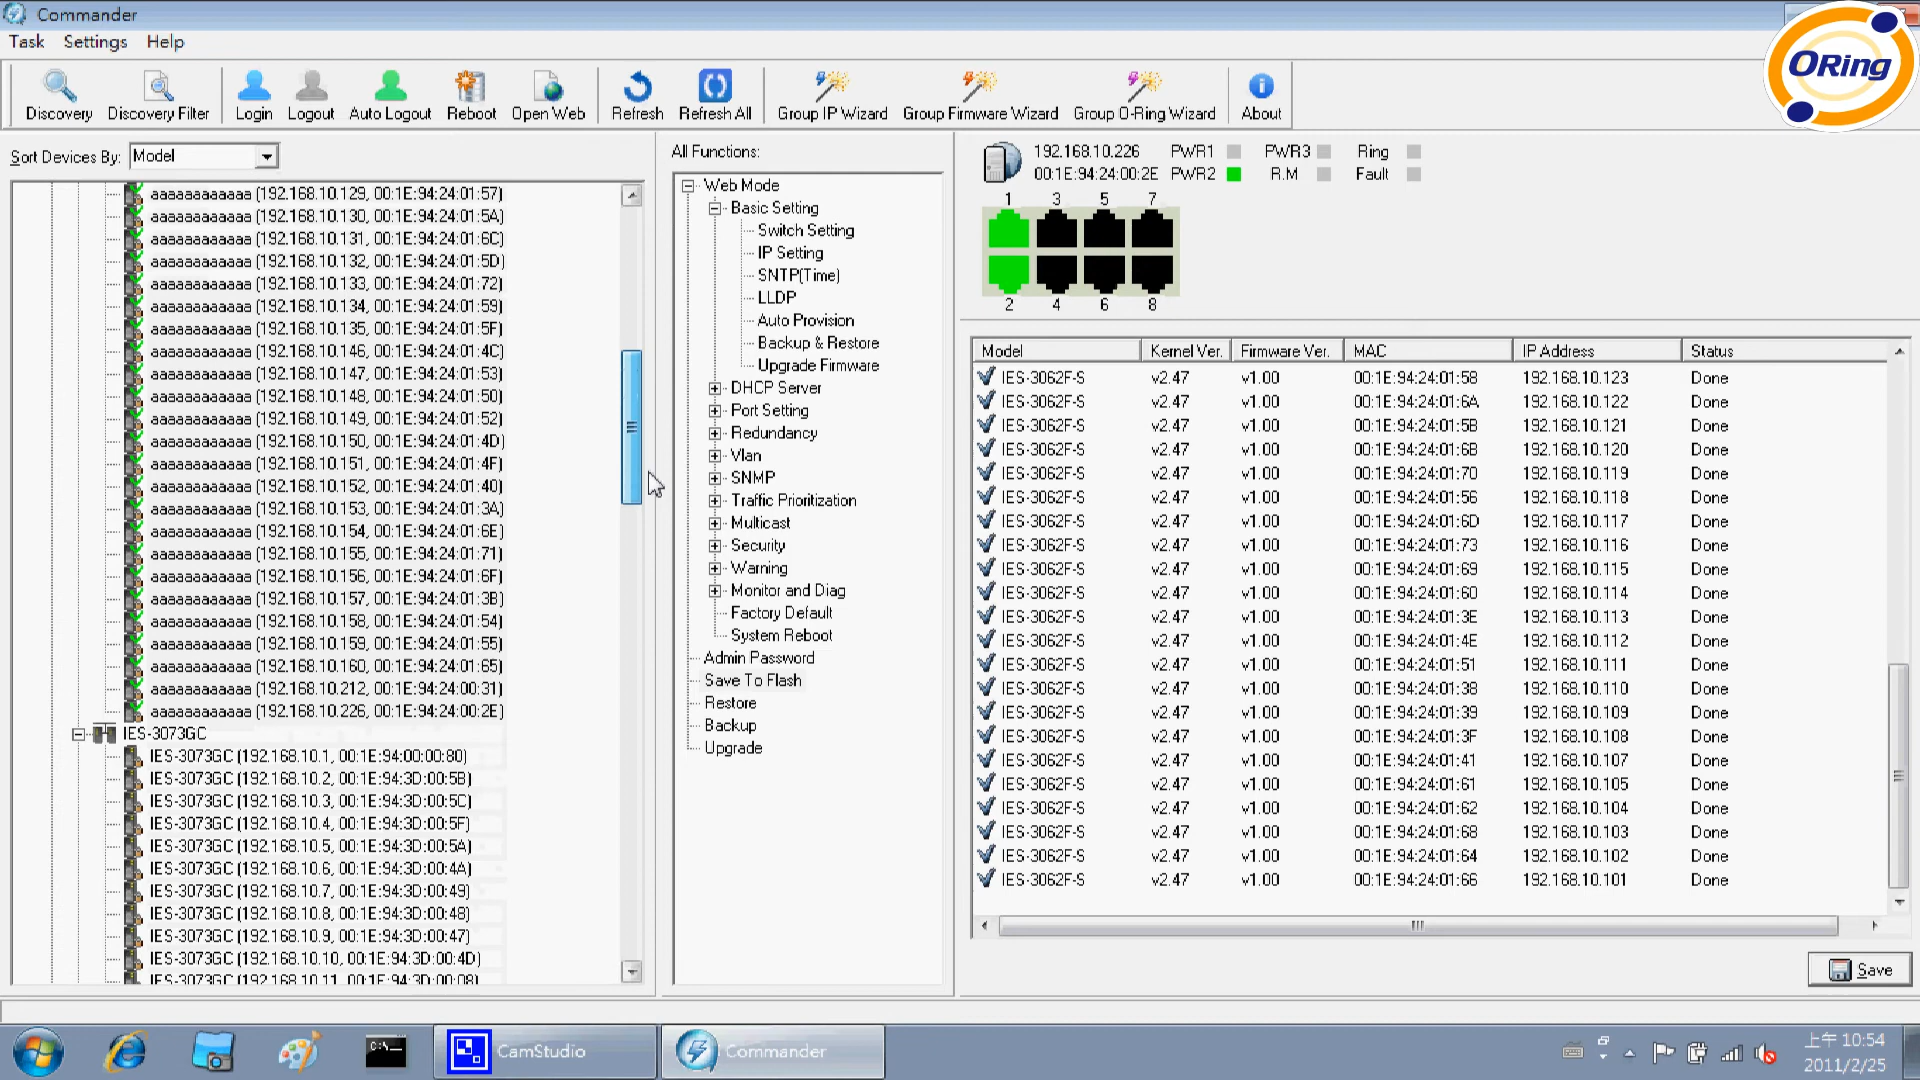 Commander
Task Settings Help
ORing
Discovery Discovery Filter Login Logout Auto Logout Reboot Open Web Refresh Refresh All Group IP Wizard Group Firmware Wizard Group O-Ring Wizard About
Sort Devices By: Model
aaaaaaaaaaaa (192.168.10.129, 00:1E:94:24:01:57)
aaaaaaaaaaaa (192.168.10.130, 00:1E:94:24:01:5A)
aaaaaaaaaaaa (192.168.10.131, 00:1E:94:24:01:6C)
aaaaaaaaaaaa (192.168.10.132, 00:1E:94:24:01:5D)
aaaaaaaaaaaa (192.168.10.133, 00:1E:94:24:01:72)
aaaaaaaaaaaa (192.168.10.134, 00:1E:94:24:01:59)
aaaaaaaaaaaa (192.168.10.135, 00:1E:94:24:01:5F)
aaaaaaaaaaaa (192.168.10.146, 00:1E:94:24:01:4C)
aaaaaaaaaaaa (192.168.10.147, 00:1E:94:24:01:53)
aaaaaaaaaaaa (192.168.10.148, 00:1E:94:24:01:50)
aaaaaaaaaaaa (192.168.10.149, 00:1E:94:24:01:52)
aaaaaaaaaaaa (192.168.10.150, 00:1E:94:24:01:4D)
aaaaaaaaaaaa (192.168.10.151, 00:1E:94:24:01:4F)
aaaaaaaaaaaa (192.168.10.152, 00:1E:94:24:01:40)
aaaaaaaaaaaa (192.168.10.153, 00:1E:94:24:01:3A)
aaaaaaaaaaaa (192.168.10.154, 00:1E:94:24:01:6E)
aaaaaaaaaaaa (192.168.10.155, 00:1E:94:24:01:71)
aaaaaaaaaaaa (192.168.10.156, 00:1E:94:24:01:6F)
aaaaaaaaaaaa (192.168.10.157, 00:1E:94:24:01:3B)
aaaaaaaaaaaa (192.168.10.158, 00:1E:94:24:01:54)
aaaaaaaaaaaa (192.168.10.159, 00:1E:94:24:01:55)
aaaaaaaaaaaa (192.168.10.160, 00:1E:94:24:01:65)
aaaaaaaaaaaa (192.168.10.212, 00:1E:94:24:00:31)
aaaaaaaaaaaa (192.168.10.226, 00:1E:94:24:00:2E)
IES-3073GC
IES-3073GC (192.168.10.1, 00:1E:94:00:00:80)
IES-3073GC (192.168.10.2, 00:1E:94:3D:00:5B)
IES-3073GC (192.168.10.3, 00:1E:94:3D:00:5C)
IES-3073GC (192.168.10.4, 00:1E:94:3D:00:5F)
IES-3073GC (192.168.10.5, 00:1E:94:3D:00:5A)
IES-3073GC (192.168.10.6, 00:1E:94:3D:00:4A)
IES-3073GC (192.168.10.7, 00:1E:94:3D:00:49)
IES-3073GC (192.168.10.8, 00:1E:94:3D:00:48)
IES-3073GC (192.168.10.9, 00:1E:94:3D:00:47)
IES-3073GC (192.168.10.10, 00:1E:94:3D:00:4D)
IES-3073GC (192.168.10.11, 00:1E:94:3D:00:08)
All Functions:
Web Mode
Basic Setting
Switch Setting
IP Setting
SNTP(Time)
LLDP
Auto Provision
Backup & Restore
Upgrade Firmware
DHCP Server
Port Setting
Redundancy
Vlan
SNMP
Traffic Prioritization
Multicast
Security
Warning
Monitor and Diag
Factory Default
System Reboot
Admin Password
Save To Flash
Restore
Backup
Upgrade
192.168.10.226 PWR1 PWR3 Ring
00:1E:94:24:00:2E PWR2 R.M Fault
1 3 5 7
2 4 6 8
Model Kernel Ver. Firmware Ver. MAC IP Address Status
IES-3062F-S v2.47 v1.00 00:1E:94:24:01:58 192.168.10.123 Done
IES-3062F-S v2.47 v1.00 00:1E:94:24:01:6A 192.168.10.122 Done
IES-3062F-S v2.47 v1.00 00:1E:94:24:01:5B 192.168.10.121 Done
IES-3062F-S v2.47 v1.00 00:1E:94:24:01:6B 192.168.10.120 Done
IES-3062F-S v2.47 v1.00 00:1E:94:24:01:70 192.168.10.119 Done
IES-3062F-S v2.47 v1.00 00:1E:94:24:01:56 192.168.10.118 Done
IES-3062F-S v2.47 v1.00 00:1E:94:24:01:6D 192.168.10.117 Done
IES-3062F-S v2.47 v1.00 00:1E:94:24:01:73 192.168.10.116 Done
IES-3062F-S v2.47 v1.00 00:1E:94:24:01:69 192.168.10.115 Done
IES-3062F-S v2.47 v1.00 00:1E:94:24:01:60 192.168.10.114 Done
IES-3062F-S v2.47 v1.00 00:1E:94:24:01:3E 192.168.10.113 Done
IES-3062F-S v2.47 v1.00 00:1E:94:24:01:4E 192.168.10.112 Done
IES-3062F-S v2.47 v1.00 00:1E:94:24:01:51 192.168.10.111 Done
IES-3062F-S v2.47 v1.00 00:1E:94:24:01:38 192.168.10.110 Done
IES-3062F-S v2.47 v1.00 00:1E:94:24:01:39 192.168.10.109 Done
IES-3062F-S v2.47 v1.00 00:1E:94:24:01:3F 192.168.10.108 Done
IES-3062F-S v2.47 v1.00 00:1E:94:24:01:41 192.168.10.107 Done
IES-3062F-S v2.47 v1.00 00:1E:94:24:01:61 192.168.10.105 Done
IES-3062F-S v2.47 v1.00 00:1E:94:24:01:62 192.168.10.104 Done
IES-3062F-S v2.47 v1.00 00:1E:94:24:01:68 192.168.10.103 Done
IES-3062F-S v2.47 v1.00 00:1E:94:24:01:64 192.168.10.102 Done
IES-3062F-S v2.47 v1.00 00:1E:94:24:01:66 192.168.10.101 Done
Save
C:\
CamStudio
Commander
上午 10:54
2011/2/25